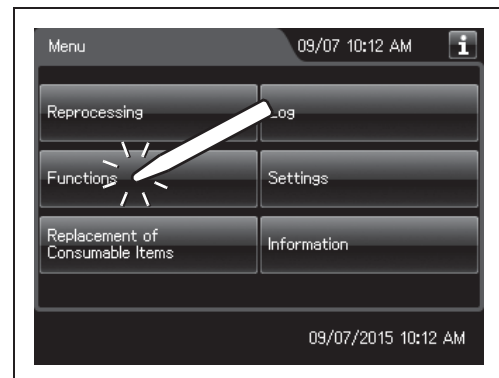 Menu
09/07 10:12 AM
i
Reprocessing
Log
Functions
Settings
Replacement of
Consumable Items
Information
09/07/2015 10:12 AM